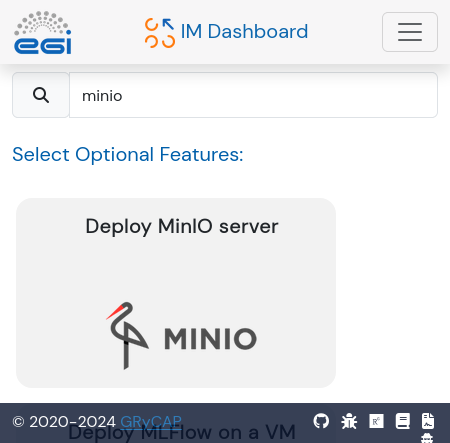 egi
IM Dashboard
minio
Select Optional Features:
Deploy MinIO server
MINIO
© 2020-2024 GRyCAP
Deploy MLFlow on a VM